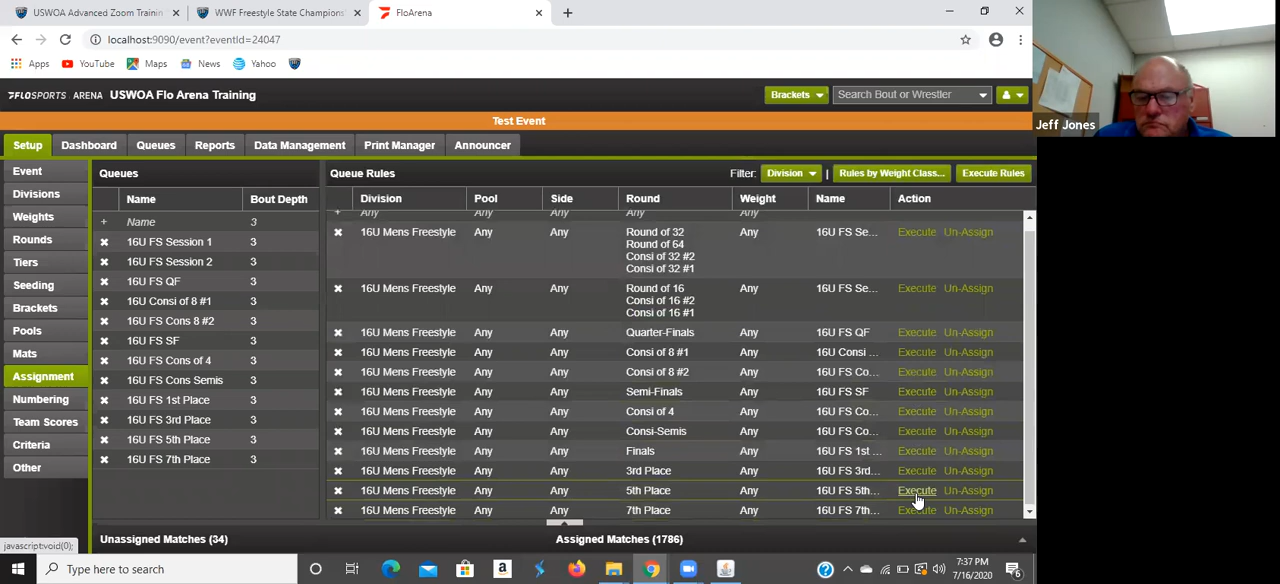 USWOA Advanced Zoom Trainin
WWF Freestyle State Champions
FloArena
localhost:9090/event?eventId=24047
Apps YouTube Maps News Yahoo
FLOSPORTS ARENA USWOA Flo Arena Training
Brackets Search Bout or Wrestler
Test Event
Setup Dashboard Queues Reports Data Management Print Manager Announcer
Event
Divisions
Weights
Rounds
Tiers
Seeding
Brackets
Pools
Mats
Assignment
Numbering
Team Scores
Criteria
Other
Queues
Name Bout Depth
+ Name 3
16U FS Session 1 3
16U FS Session 2 3
16U FS QF 3
16U Consi of 8 #1 3
16U FS Cons 8 #2 3
16U FS SF 3
16U FS Cons of 4 3
16U FS Cons Semis 3
16U FS 1st Place 3
16U FS 3rd Place 3
16U FS 5th Place 3
16U FS 7th Place 3
Queue Rules Filter: Division | Rules by Weight Class... Execute Rules
Division Pool Side Round Weight Name Action
+ Any Any Any Any Any
16U Mens Freestyle Any Any Round of 32 Any 16U FS Se... Execute Un-Assign
Round of 64
Consi of 32 #2
Consi of 32 #1
16U Mens Freestyle Any Any Round of 16 Any 16U FS Se... Execute Un-Assign
Consi of 16 #2
Consi of 16 #1
16U Mens Freestyle Any Any Quarter-Finals Any 16U FS QF Execute Un-Assign
16U Mens Freestyle Any Any Consi of 8 #1 Any 16U Consi ... Execute Un-Assign
16U Mens Freestyle Any Any Consi of 8 #2 Any 16U FS Co... Execute Un-Assign
16U Mens Freestyle Any Any Semi-Finals Any 16U FS SF Execute Un-Assign
16U Mens Freestyle Any Any Consi of 4 Any 16U FS Co... Execute Un-Assign
16U Mens Freestyle Any Any Consi-Semis Any 16U FS Co... Execute Un-Assign
16U Mens Freestyle Any Any Finals Any 16U FS 1st ... Execute Un-Assign
16U Mens Freestyle Any Any 3rd Place Any 16U FS 3rd... Execute Un-Assign
16U Mens Freestyle Any Any 5th Place Any 16U FS 5th... Execute Un-Assign
16U Mens Freestyle Any Any 7th Place Any 16U FS 7th... Execute Un-Assign
Unassigned Matches (34) Assigned Matches (1786)
javascript:void(0);
Type here to search
7:37 PM
7/16/2020
6
Jeff Jones